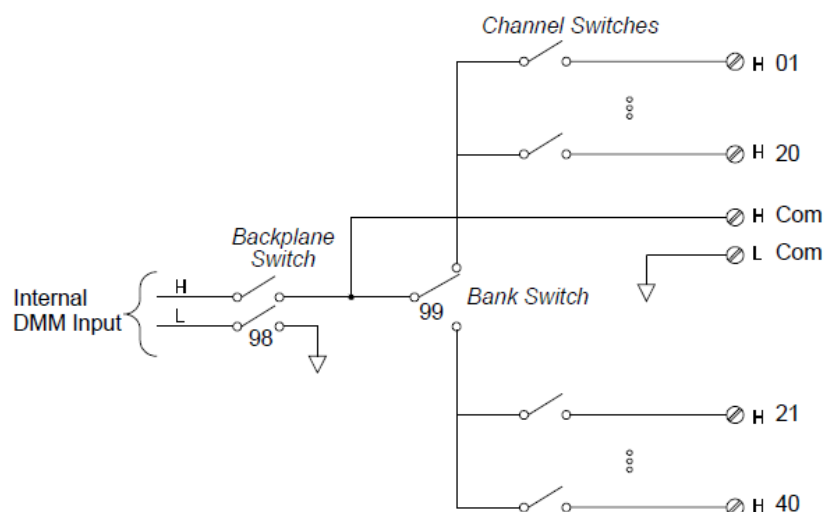 Channel Switches
H 01
H 20
H Com
L Com
Backplane
Switch
H
Internal
DMM Input
L
98
99
Bank Switch
H 21
H 40